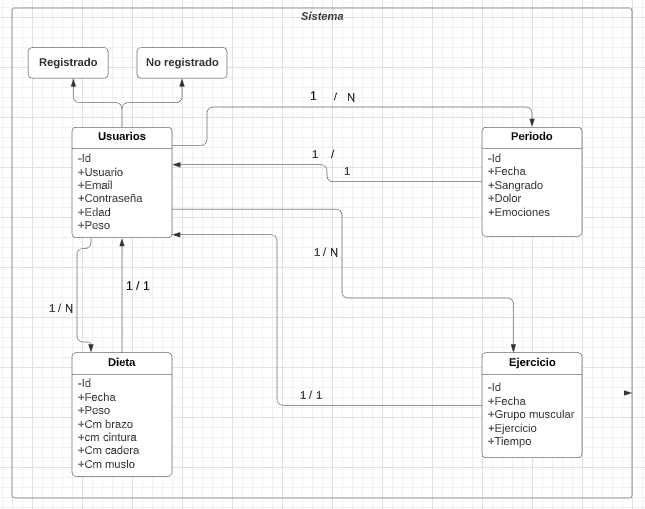 Sistema
Registrado
No registrado
1 / N
Usuarios
-Id
+Usuario
+Email
+Contraseña
+Edad
+Peso
1 /
1
Periodo
-Id
+Fecha
+Sangrado
+Dolor
+Emociones
1 / N
1 / 1
1 / N
Dieta
-Id
+Fecha
+Peso
+Cm brazo
+cm cintura
+Cm cadera
+Cm muslo
1 / 1
Ejercicio
-Id
+Fecha
+Grupo muscular
+Ejercicio
+Tiempo